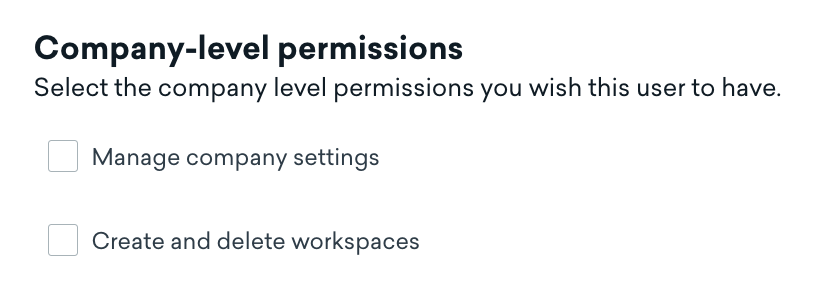 Company-level permissions
Select the company level permissions you wish this user to have.
Manage company settings
Create and delete workspaces